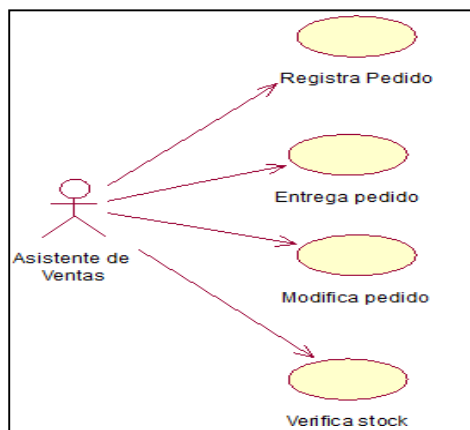 Registra Pedido
Entrega pedido
Asistente de
Ventas
Modifica pedido
Verifica stock